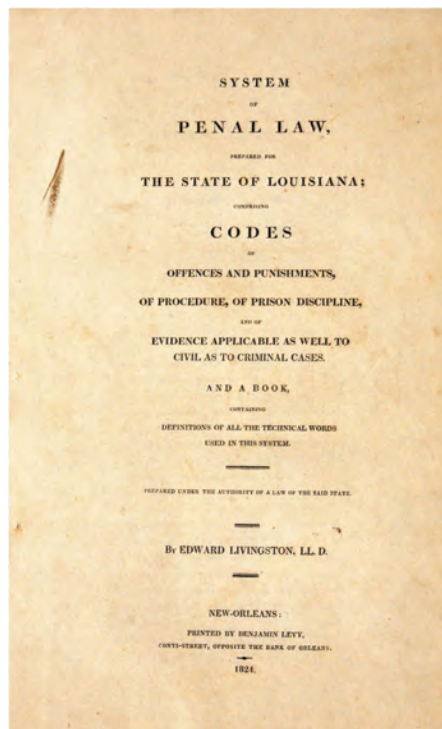 SYSTEM
OF
PENAL LAW,
PREPARED FOR
THE STATE OF LOUISIANA;
COMPRISING
CODES
OF
OFFENCES AND PUNISHMENTS,
OF PROCEDURE, OF PRISON DISCIPLINE,
AND OF
EVIDENCE APPLICABLE AS WELL TO
CIVIL AS TO CRIMINAL CASES.
AND A BOOK,
CONTAINING
DEFINITIONS OF ALL THE TECHNICAL WORDS
USED IN THIS SYSTEM.
PREPARED UNDER THE AUTHORITY OF A LAW OF THE SAID STATE.
By EDWARD LIVINGSTON, LL. D.
NEW-ORLEANS:
PRINTED BY BENJAMIN LEVY,
CONTI-STREET, OPPOSITE THE BANK OF ORLEANS.
1824.